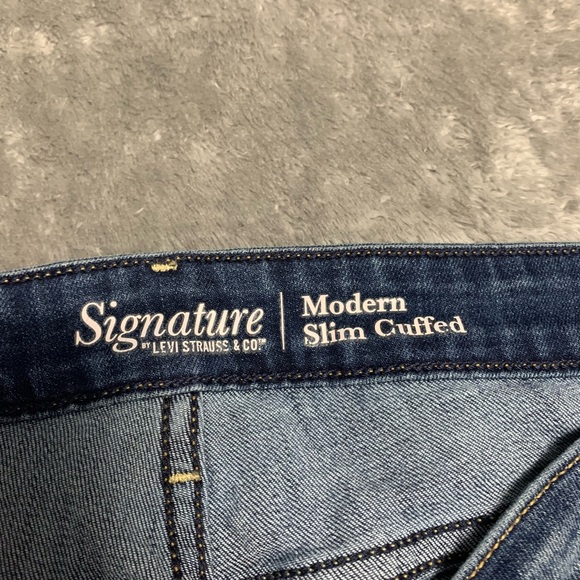 Signature
BY LEVI STRAUSS & CO.™
Modern
Slim Cuffed